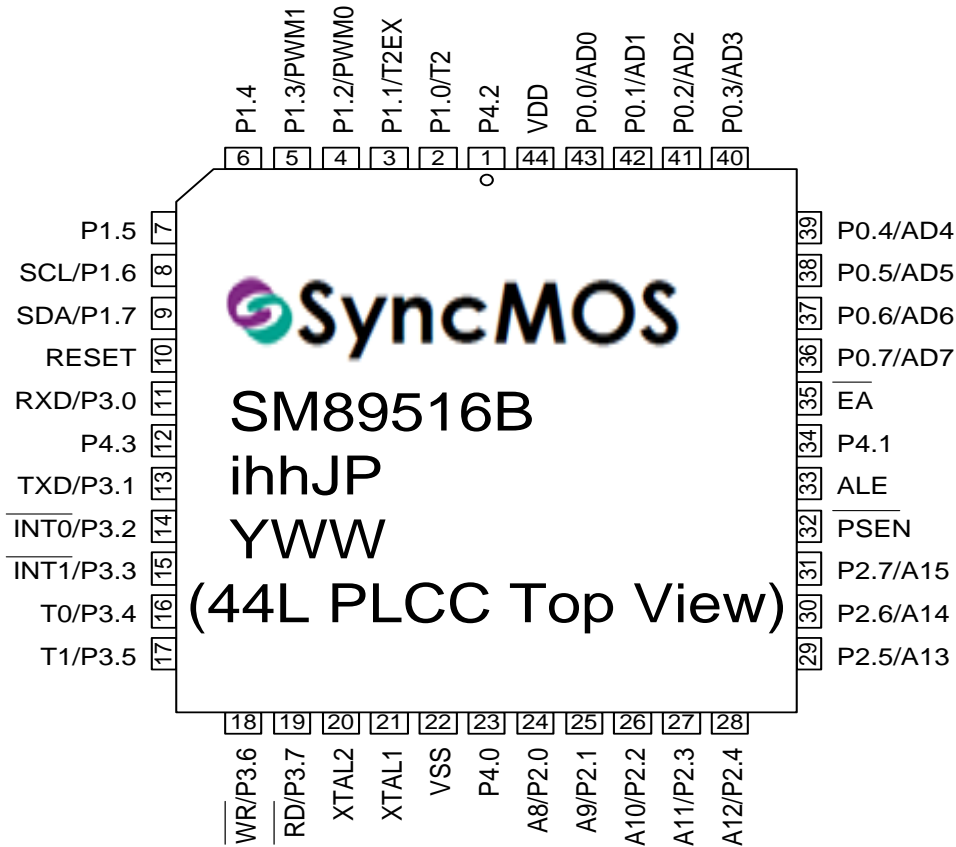 P1.4
P1.3/PWM1
P1.2/PWM0
P1.1/T2EX
P1.0/T2
P4.2
VDD
P0.0/AD0
P0.1/AD1
P0.2/AD2
P0.3/AD3
6 5 4 3 2 1 44 43 42 41 40
P1.5 7
SCL/P1.6 8
SDA/P1.7 9
RESET 10
RXD/P3.0 11
P4.3 12
TXD/P3.1 13
INT0/P3.2 14
INT1/P3.3 15
T0/P3.4 16
T1/P3.5 17
SyncMOS
SM89516B
ihhJP
YWW
(44L PLCC Top View)
39 P0.4/AD4
38 P0.5/AD5
37 P0.6/AD6
36 P0.7/AD7
35 EA
34 P4.1
33 ALE
32 PSEN
31 P2.7/A15
30 P2.6/A14
29 P2.5/A13
18 19 20 21 22 23 24 25 26 27 28
WR/P3.6
RD/P3.7
XTAL2
XTAL1
VSS
P4.0
A8/P2.0
A9/P2.1
A10/P2.2
A11/P2.3
A12/P2.4